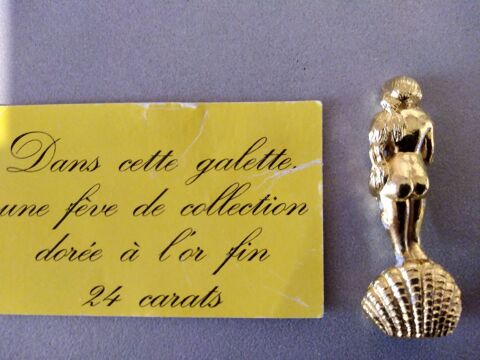 Dans cette galette.
une fève de collection
dorée à l'or fin
24 carats